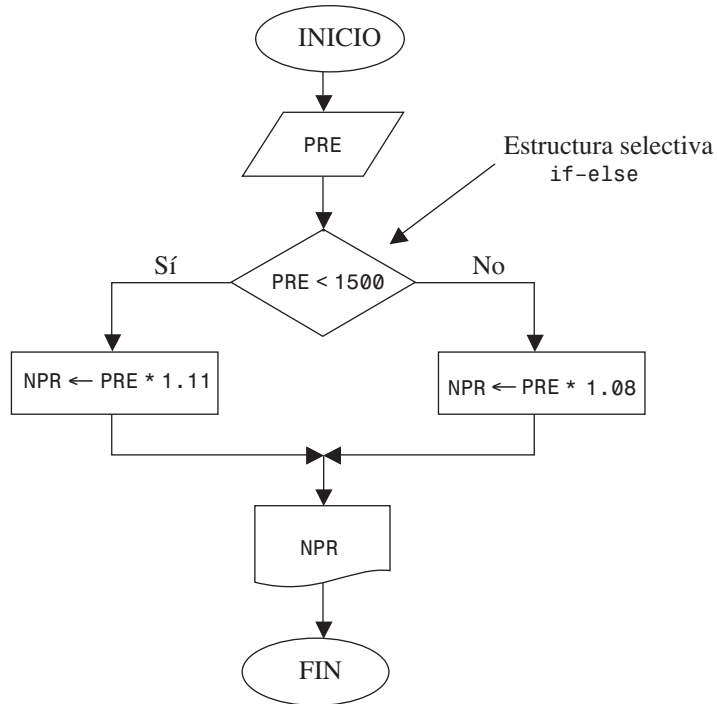 INICIO
PRE
Estructura selectiva
if-else
Sí
PRE < 1500
No
NPR ← PRE * 1.11
NPR ← PRE * 1.08
NPR
FIN